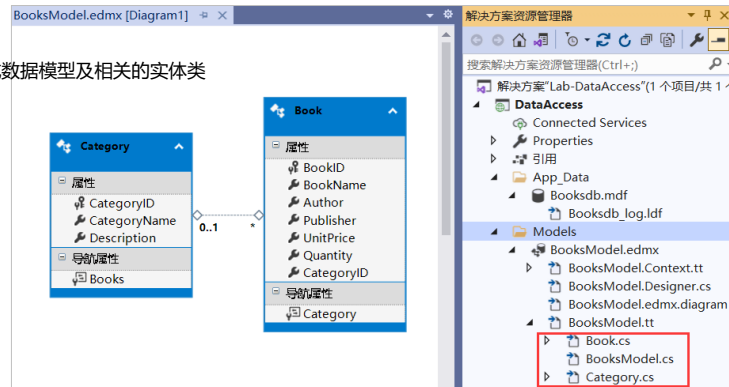 BooksModel.edmx [Diagram1]
数据模型及相关的实体类
Category
属性
CategoryID
CategoryName
Description
导航属性
Books
0..1
*
Book
属性
BookID
BookName
Author
Publisher
UnitPrice
Quantity
CategoryID
导航属性
Category
解决方案资源管理器
搜索解决方案资源管理器(Ctrl+;)
解决方案"Lab-DataAccess"(1 个项目/共 1
DataAccess
Connected Services
Properties
引用
App_Data
Booksdb.mdf
Booksdb_log.ldf
Models
BooksModel.edmx
BooksModel.Context.tt
BooksModel.Designer.cs
BooksModel.edmx.diagram
BooksModel.tt
Book.cs
BooksModel.cs
Category.cs